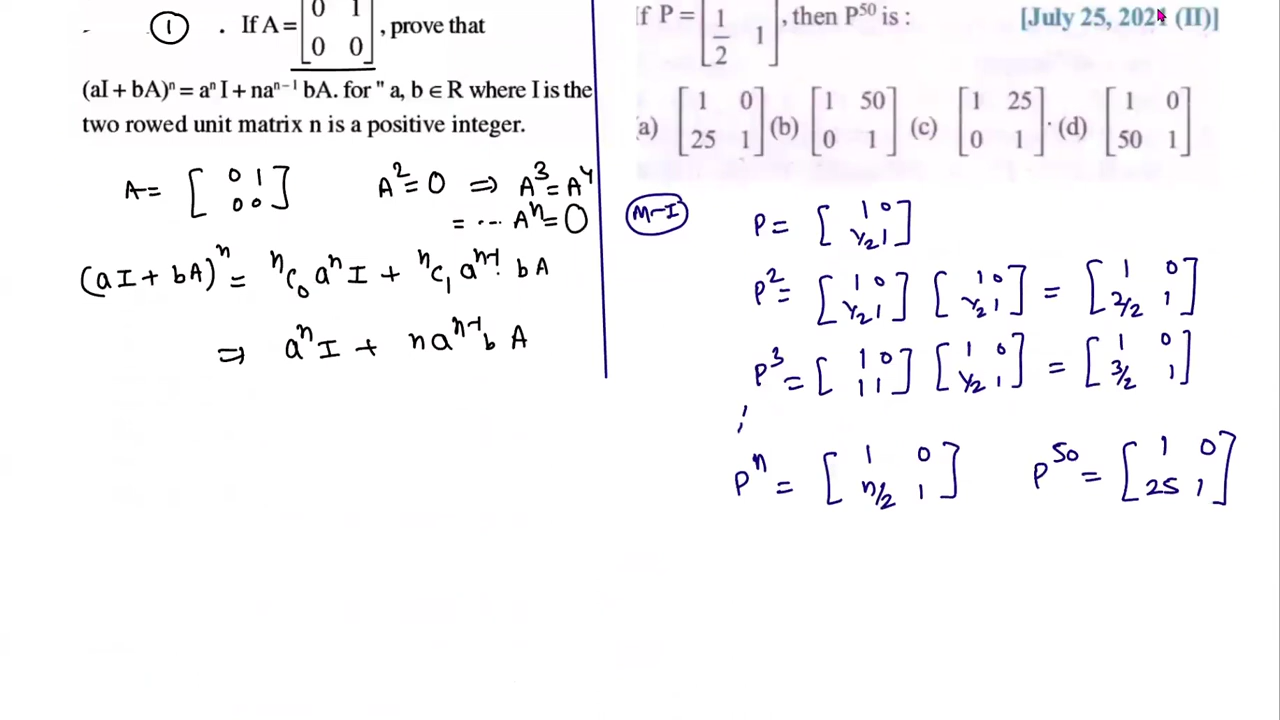 ① . If A = [0 1
0 0], prove that
(aI + bA)ⁿ = aⁿ I + naⁿ⁻¹ bA. for " a, b ∈ R where I is the
two rowed unit matrix n is a positive integer.
A = [0 1
0 0] A² = 0 ⇒ A³ = A⁴
= ... Aⁿ = 0
(aI + bA)ⁿ = ⁿC₀ aⁿ I + ⁿC₁ aⁿ⁻¹. bA
⇒ aⁿ I + naⁿ⁻¹ b A
If P = [
1/2 1], then P⁵⁰ is : [July 25, 2021 (II)]
a) [1 0
25 1] (b) [1 50
0 1] (c) [1 25
0 1] (d) [1 0
50 1]
M-I
P = [1 0
1/2 1]
P² = [1 0
1/2 1] [1 0
1/2 1] = [1 0
2/2 1]
P³ = [1 0
1 1] [1 0
1/2 1] = [1 0
3/2 1]
Pⁿ = [1 0
n/2 1] P⁵⁰ = [1 0
25 1]